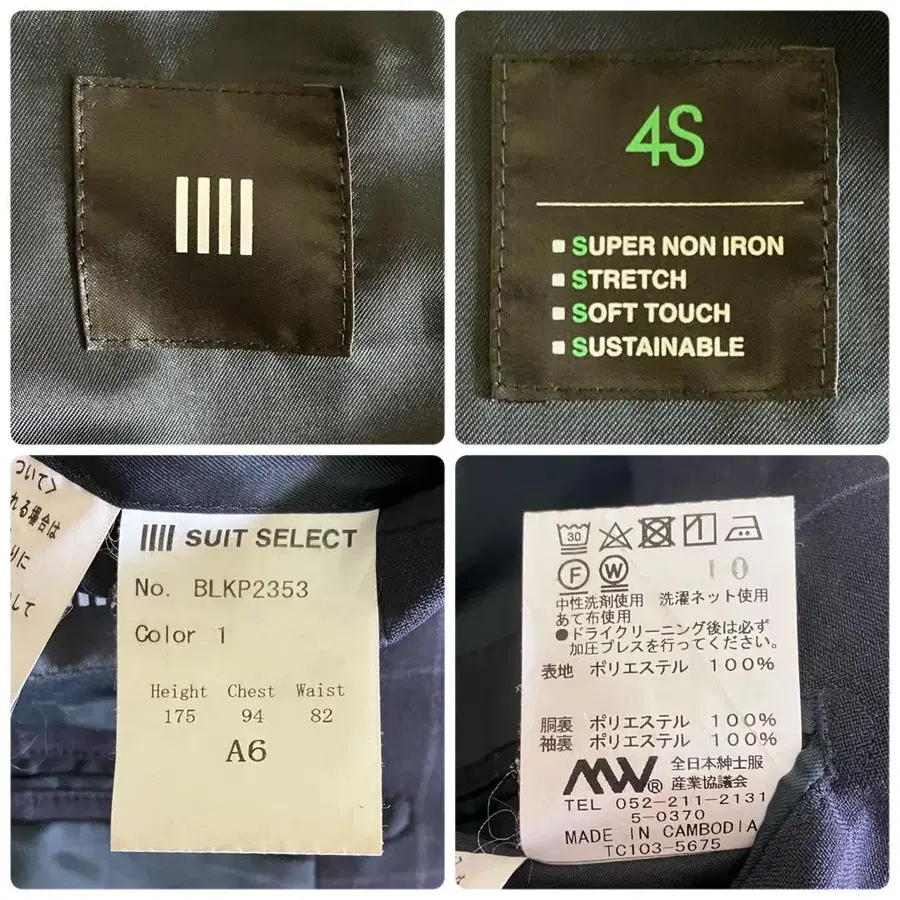 4S
SUPER NON IRON
STRETCH
SOFT TOUCH
SUSTAINABLE
ついて>
れる場合は
りに
して
SUIT SELECT
No. BLKP2353
Color 1
Height Chest Waist
175 94 82
A6
30 1
F W 10
中性洗剤使用 洗濯ネット使用
あて布使用
●ドライクリーニング後は必ず
加圧プレスを行ってください。
表地 ポリエステル 100%
胴裏 ポリエステル 100%
袖裏 ポリエステル 100%
MW® 全日本紳士服
産業協議会
TEL 052-211-2131
5-0370
MADE IN CAMBODIA
TC103-5675